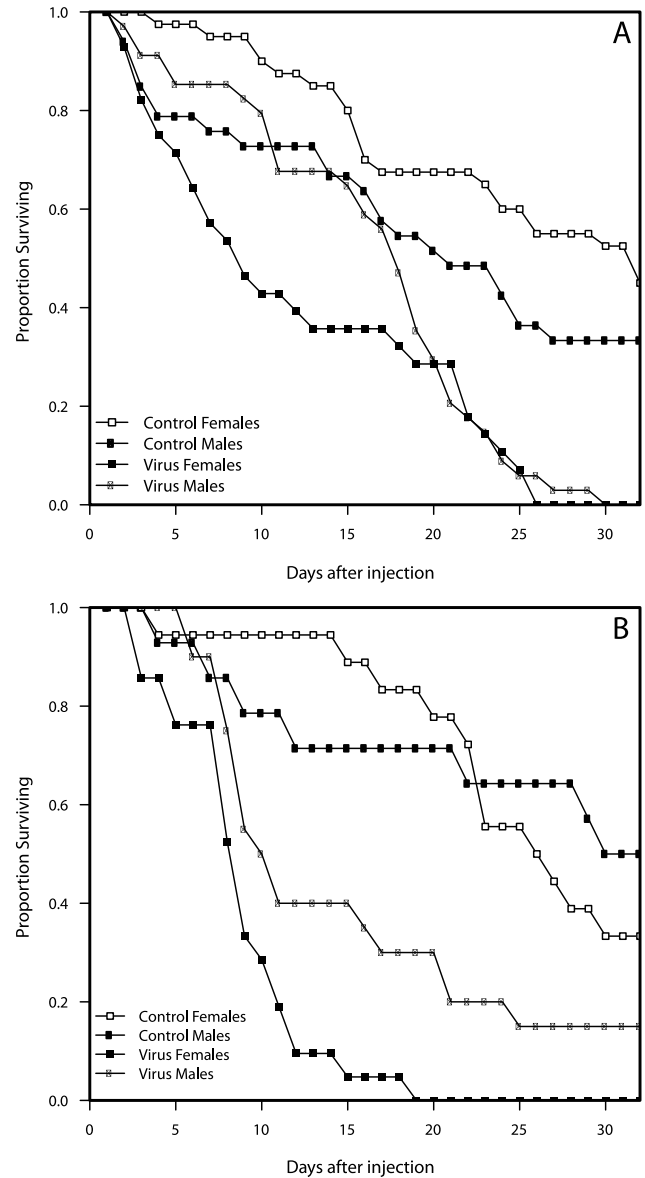 A
1.0
0.8
0.6
0.4
0.2
0.0
Proportion Surviving
Control Females
Control Males
Virus Females
Virus Males
0 5 10 15 20 25 30
Days after injection
B
1.0
0.8
0.6
0.4
0.2
0.0
Proportion Surviving
Control Females
Control Males
Virus Females
Virus Males
0 5 10 15 20 25 30
Days after injection